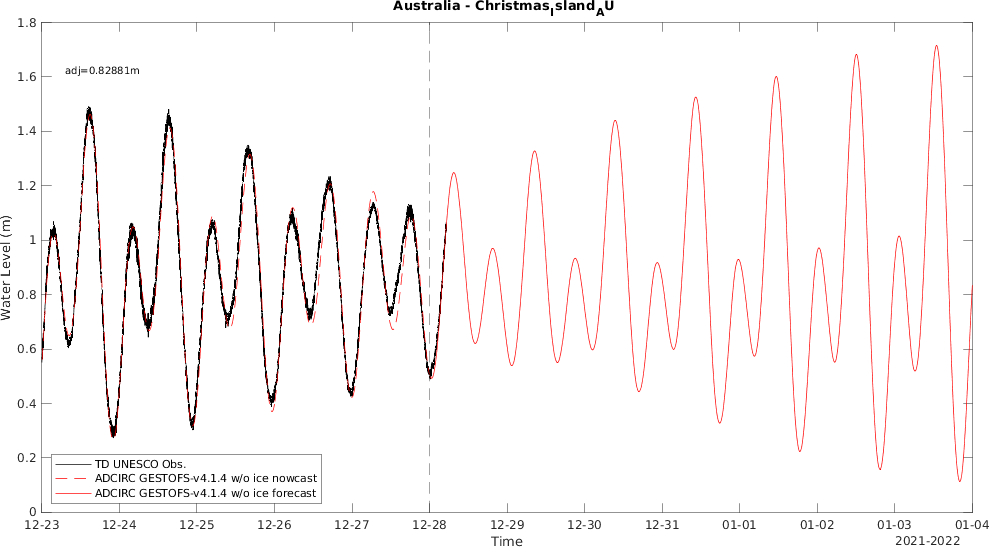 Australia - Christmas_Island_AU
1.8
1.6
1.4
1.2
1
0.8
0.6
0.4
0.2
0
Water Level (m)
adj=0.82881m
TD UNESCO Obs.
ADCIRC GESTOFS-v4.1.4 w/o ice nowcast
ADCIRC GESTOFS-v4.1.4 w/o ice forecast
12-23 12-24 12-25 12-26 12-27 12-28 12-29 12-30 12-31 01-01 01-02 01-03 01-04
Time
2021-2022